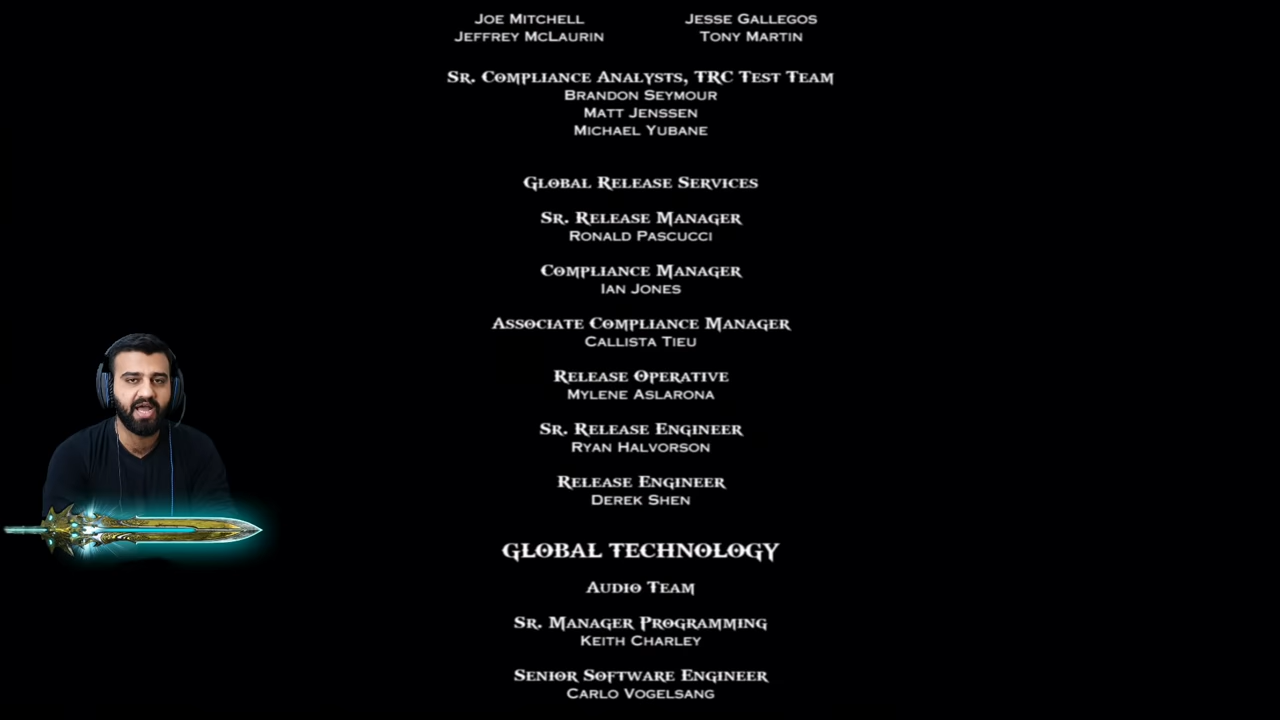 JOE MITCHELL JESSE GALLEGOS
JEFFREY MCLAURIN TONY MARTIN
SR. COMPLIANCE ANALYSTS, TRC TEST TEAM
BRANDON SEYMOUR
MATT JENSSEN
MICHAEL YUBANE
GLOBAL RELEASE SERVICES
SR. RELEASE MANAGER
RONALD PASCUCCI
COMPLIANCE MANAGER
IAN JONES
ASSOCIATE COMPLIANCE MANAGER
CALLISTA TIEU
RELEASE OPERATIVE
MYLENE ASLARONA
SR. RELEASE ENGINEER
RYAN HALVORSON
RELEASE ENGINEER
DEREK SHEN
GLOBAL TECHNOLOGY
AUDIO TEAM
SR. MANAGER PROGRAMMING
KEITH CHARLEY
SENIOR SOFTWARE ENGINEER
CARLO VOGELSANG